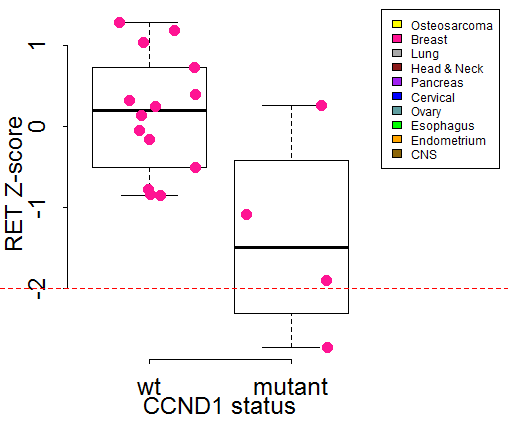 Osteosarcoma
Breast
Lung
Head & Neck
Pancreas
Cervical
Ovary
Esophagus
Endometrium
CNS
RET Z-score
1
0
-1
-2
wt mutant
CCND1 status